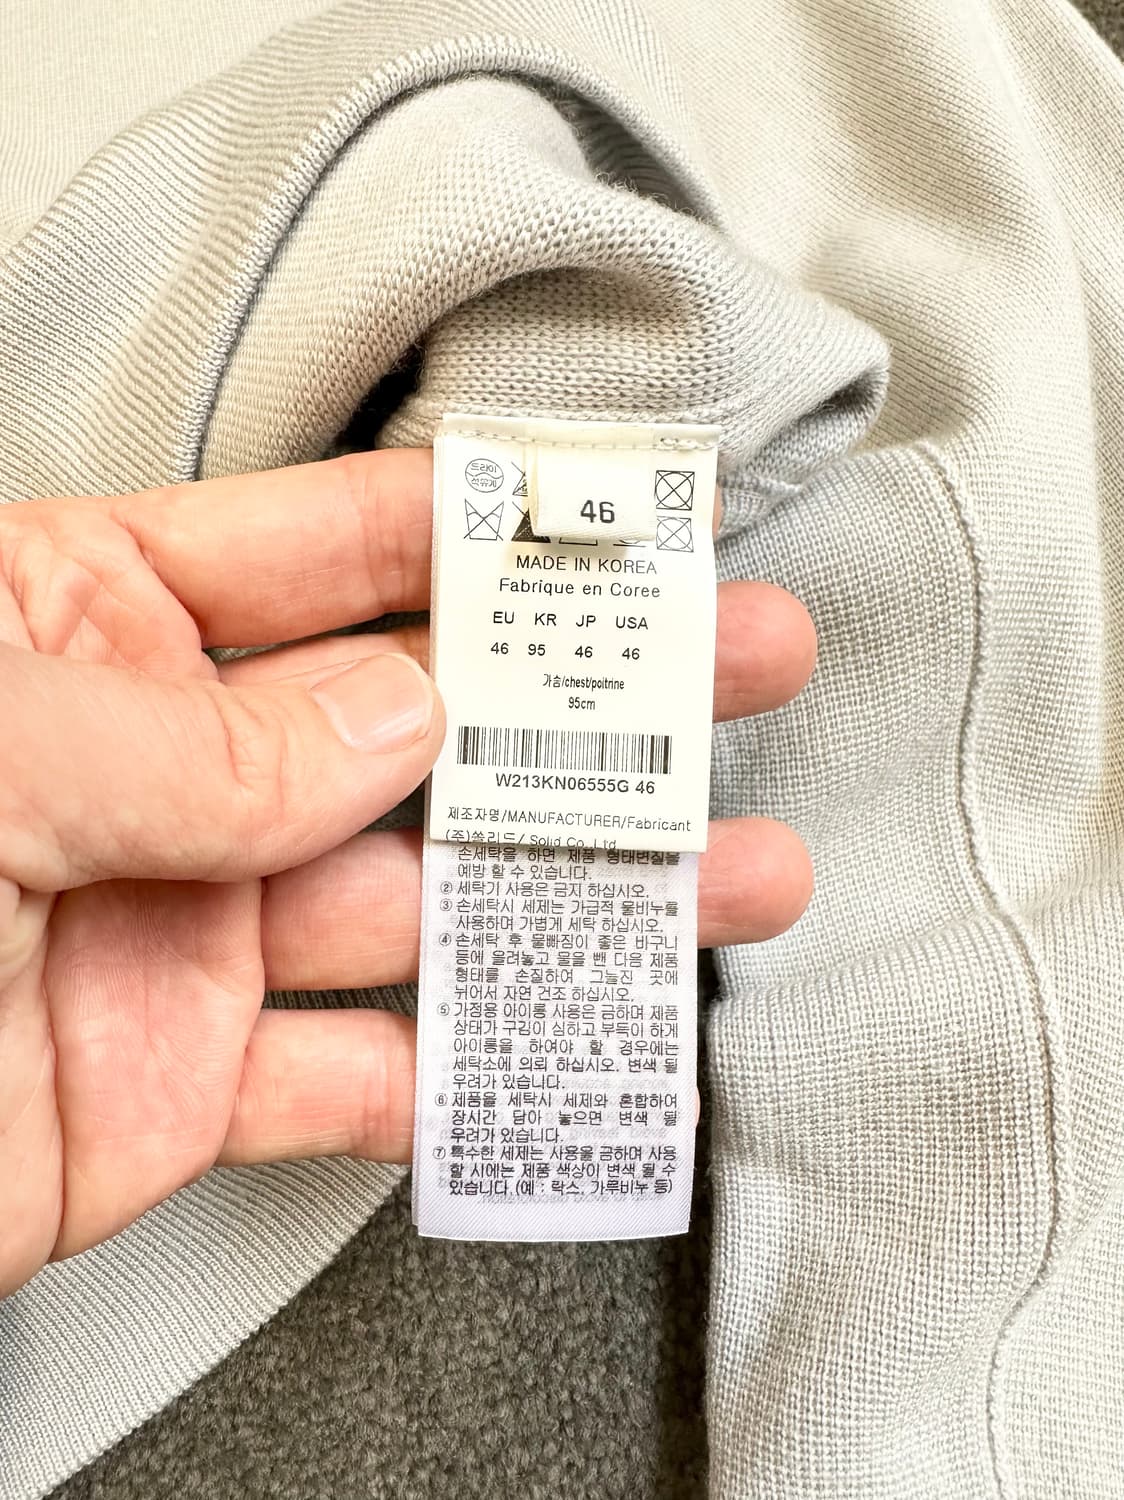 드라이
석유계
46
MADE IN KOREA
Fabrique en Coree
EU KR JP USA
46 95 46 46
가슴/chest/poitrine
95cm
W213KN06555G 46
제조자명/MANUFACTURER/Fabricant
(주)쏠리드/ Solid Co.,Ltd
손세탁을 하면 제품 형태변질을
예방 할 수 있습니다.
② 세탁기 사용은 금지 하십시오.
③ 손세탁시 세제는 가급적 물비누를
사용하며 가볍게 세탁 하십시오.
④ 손세탁 후 물빠짐이 좋은 바구니
등에 올려놓고 물을 뺀 다음 제품
형태를 손질하여 그늘진 곳에
뉘어서 자연 건조 하십시오.
⑤ 가정용 아이롱 사용은 금하며 제품
상태가 구김이 심하고 부득이 하게
아이롱을 하여야 할 경우에는
세탁소에 의뢰 하십시오. 변색 될
우려가 있습니다.
⑥ 제품을 세탁시 세제와 혼합하여
장시간 담아 놓으면 변색 될
우려가 있습니다.
⑦ 특수한 세제는 사용을 금하며 사용
할 시에는 제품 색상이 변색 될 수
있습니다.(예 : 락스, 가루비누 등)